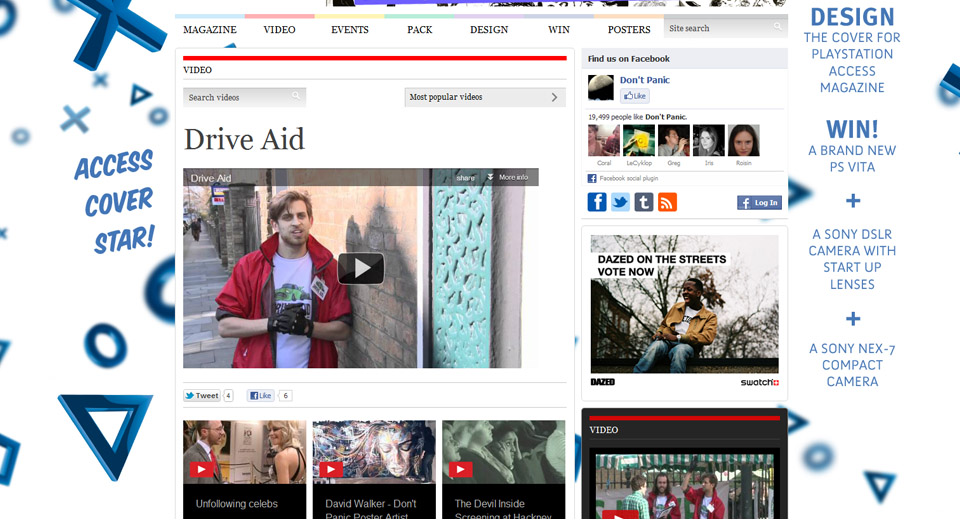 MAGAZINE
VIDEO
EVENTS
PACK
DESIGN
WIN
POSTERS
Site search
VIDEO
Search videos
Most popular videos
Drive Aid
Drive Aid
share
More info
Tweet
4
Like
6
Unfollowing celebs
David Walker - Don't
Panic Poster Artist
The Devil Inside
Screening at Hackney
Find us on Facebook
Don't Panic
Like
19,499 people like Don't Panic.
Coral
LeCyklop
Greg
Iris
Roisin
Facebook social plugin
Log In
DAZED ON THE STREETS
VOTE NOW
DAZED
swatch
VIDEO
ACCESS
COVER
STAR!
DESIGN
THE COVER FOR
PLAYSTATION
ACCESS
MAGAZINE
WIN!
A BRAND NEW
PS VITA
+
A SONY DSLR
CAMERA WITH
START UP
LENSES
+
A SONY NEX-7
COMPACT
CAMERA